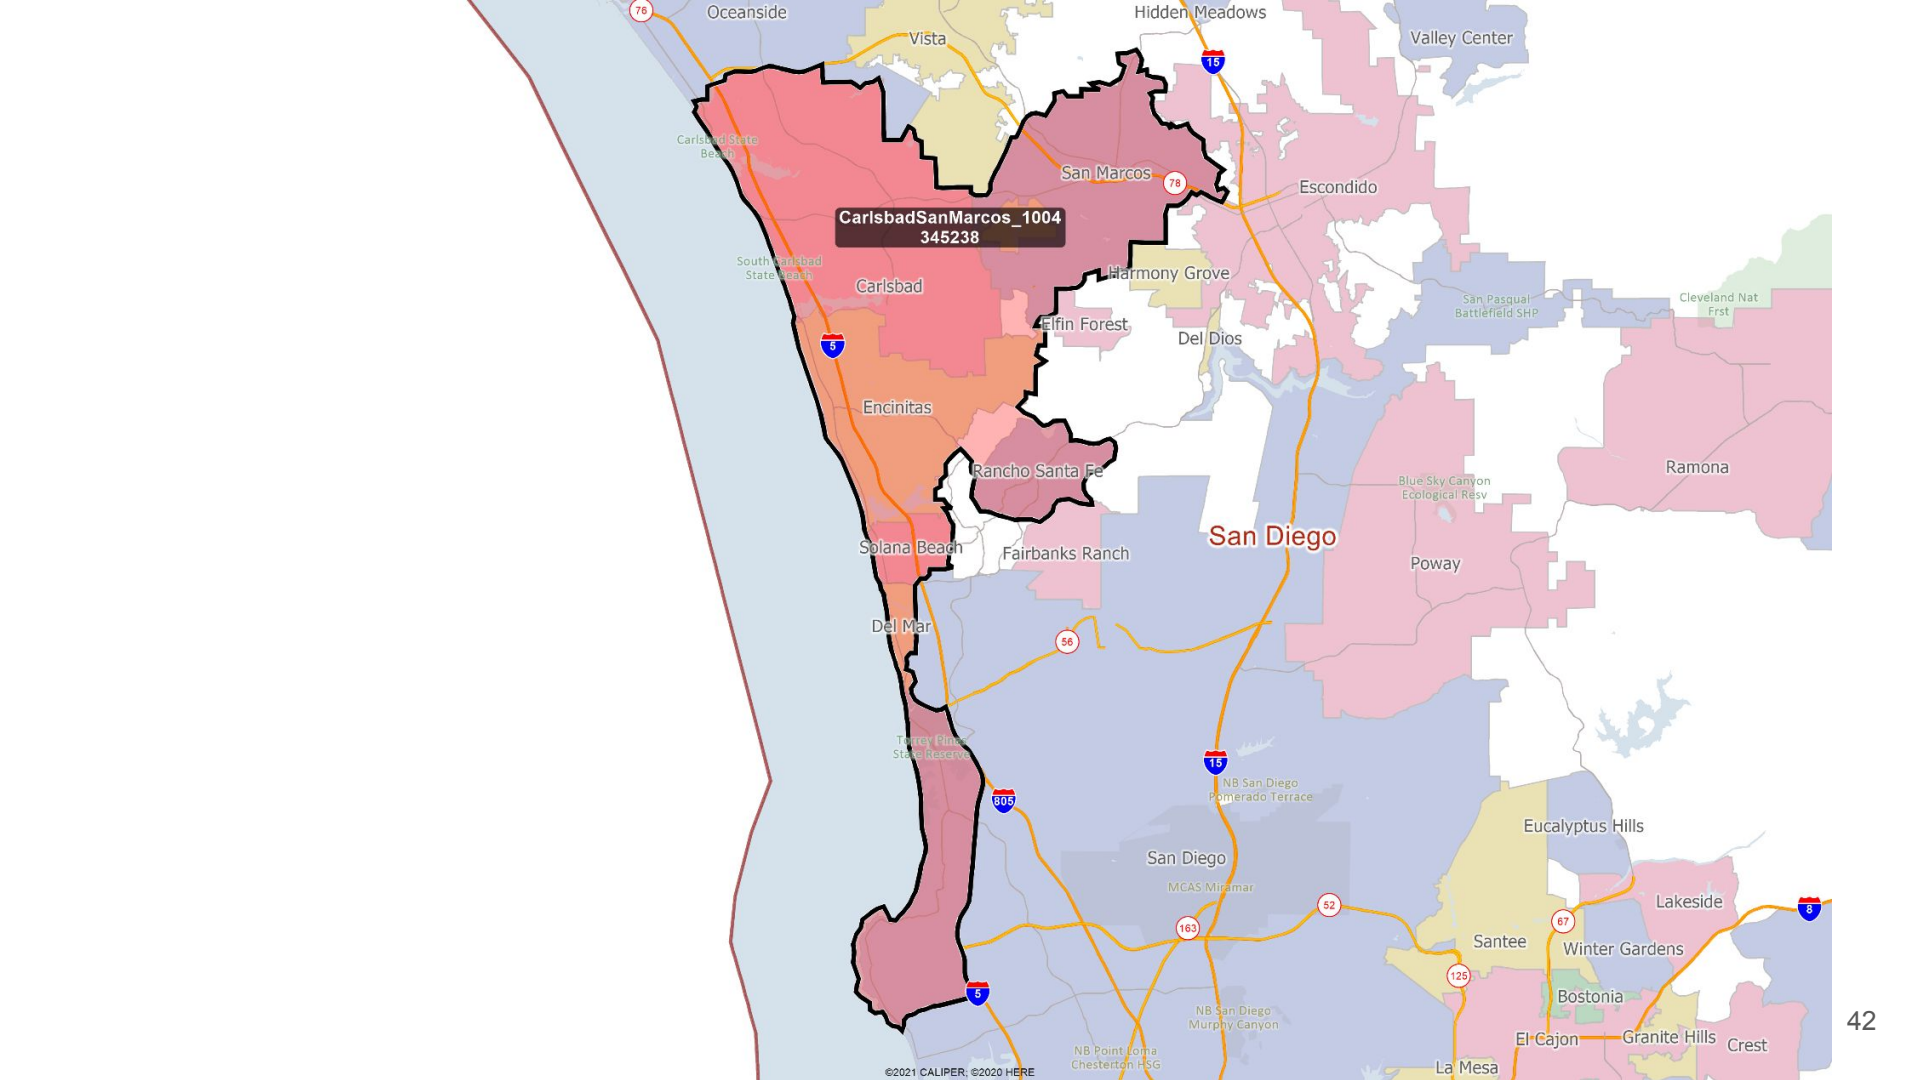 76
Oceanside
Hidden Meadows
Vista
Valley Center
15
Carlsbad State
Beach
San Marcos
78
Escondido
CarlsbadSanMarcos_1004
345238
South Carlsbad
State Beach
Harmony Grove
Carlsbad
San Pasqual
Battlefield SHP
Cleveland Nat
Frst
Elfin Forest
Del Dios
5
Encinitas
Rancho Santa Fe
Ramona
Blue Sky Canyon
Ecological Resv
San Diego
Solana Beach
Fairbanks Ranch
Poway
Del Mar
56
Torrey Pines
State Reserve
15
NB San Diego
Pomerado Terrace
805
Eucalyptus Hills
San Diego
MCAS Miramar
52
Lakeside
8
163
67
Santee
Winter Gardens
125
5
Bostonia
NB San Diego
Murphy Canyon
42
El Cajon
Granite Hills
Crest
NB Point Loma
Chesterton HSG
La Mesa
©2021 CALIPER; ©2020 HERE